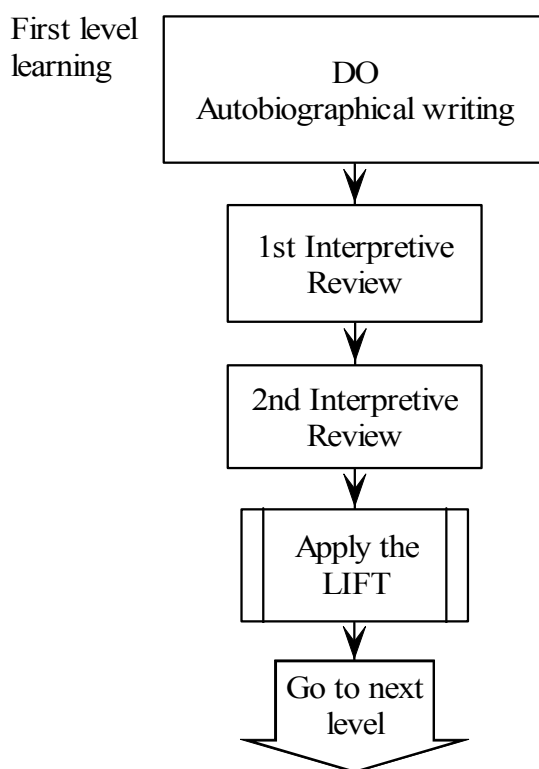 First level
learning
DO
Autobiographical writing
1st Interpretive
Review
2nd Interpretive
Review
Apply the
LIFT
Go to next
level